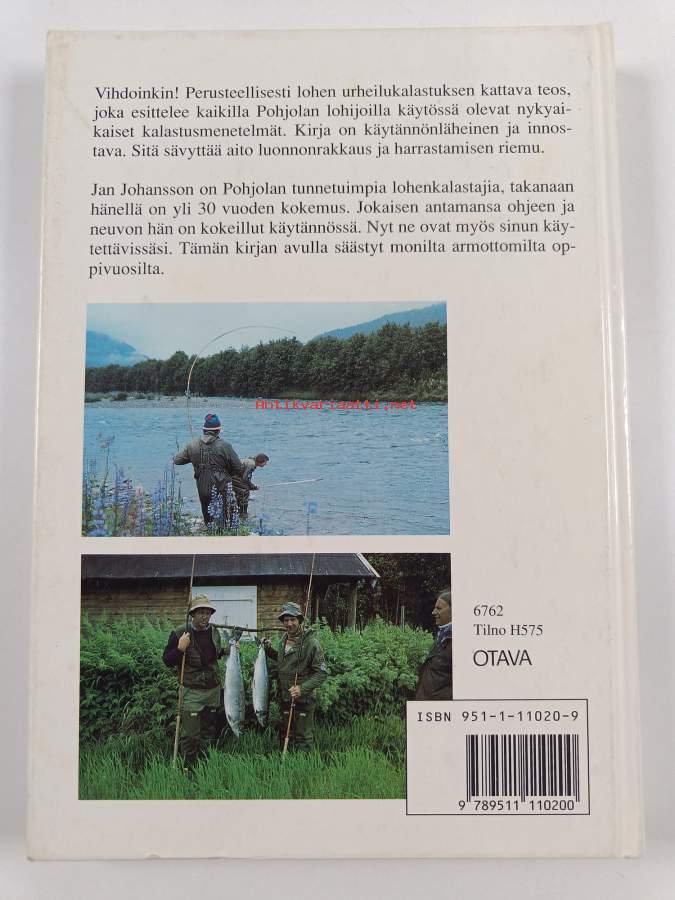 Vihdoinkin! Perusteellisesti lohen urheilukalastuksen kattava teos,
joka esittelee kaikilla Pohjolan lohijoilla käytössä olevat nykyai-
kaiset kalastusmenetelmät. Kirja on käytännönläheinen ja innos-
tava. Sitä sävyttää aito luonnonrakkaus ja harrastamisen riemu.
Jan Johansson on Pohjolan tunnetuimpia lohenkalastajia, takanaan
hänellä on yli 30 vuoden kokemus. Jokaisen antamansa ohjeen ja
neuvon hän on kokeillut käytännössä. Nyt ne ovat myös sinun käy-
tettävissäsi. Tämän kirjan avulla säästyt monilta armottomilta op-
pivuosilta.
Antikvariaatti.net
6762
Tilno H575
OTAVA
ISBN 951-1-11020-9
9 789511 110200